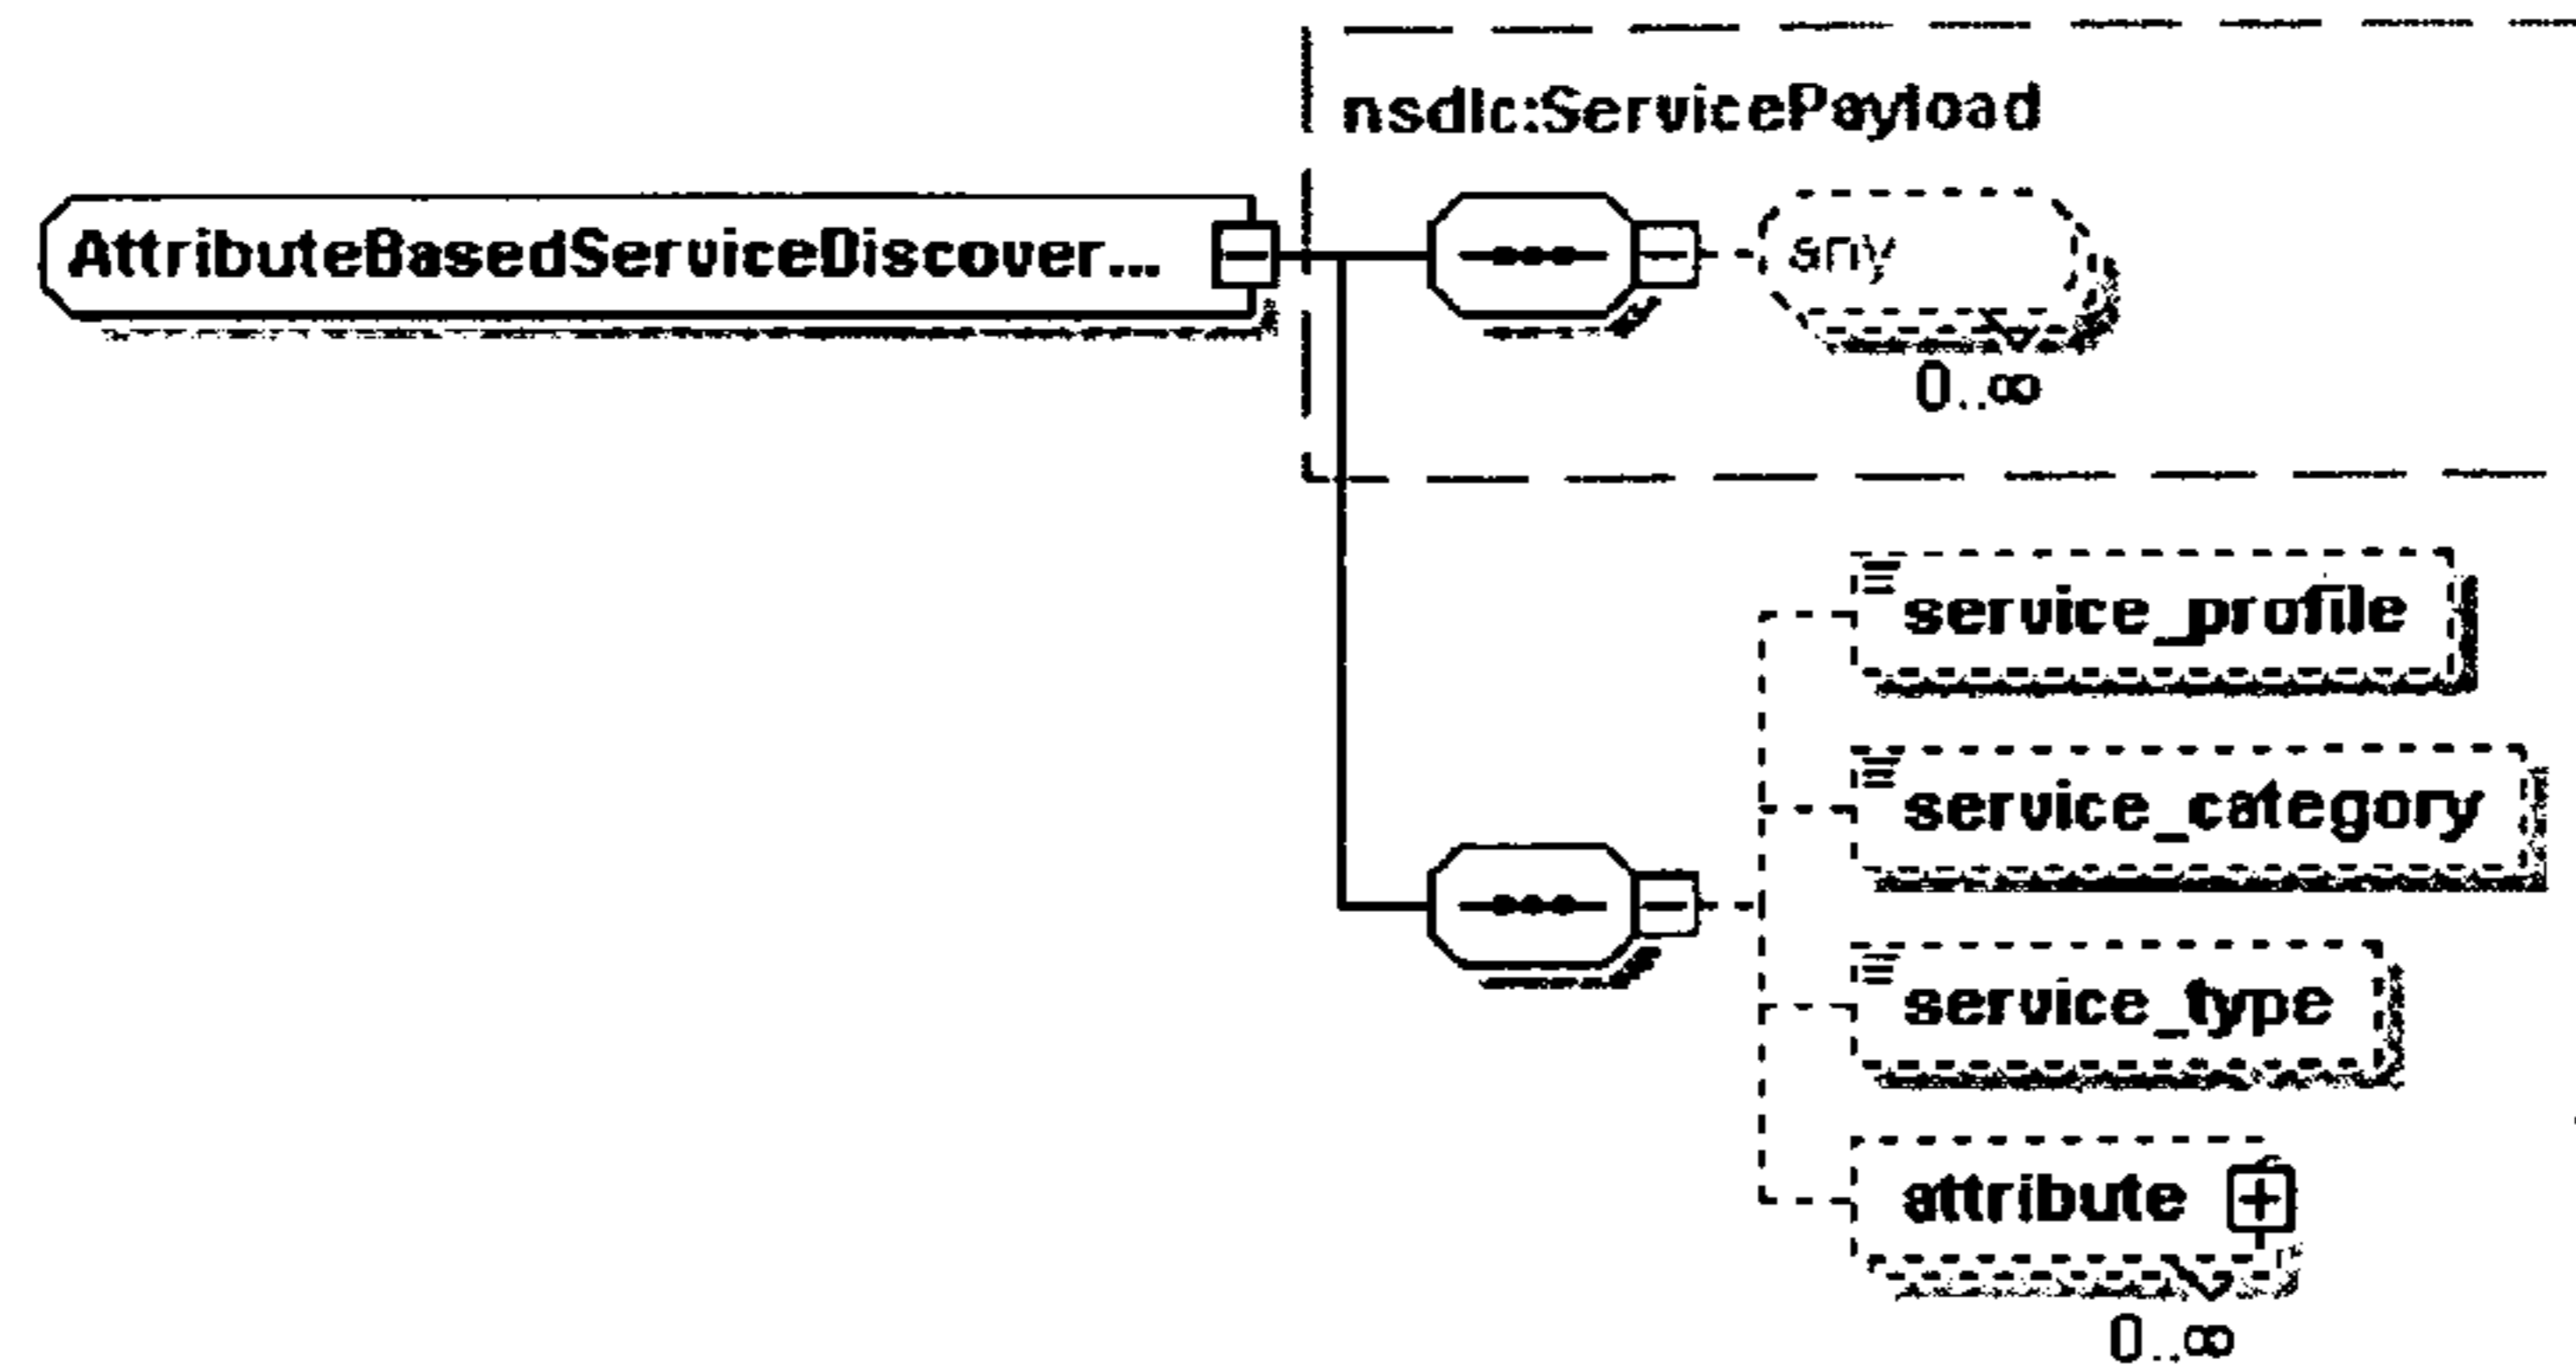 nsdlc:ServicePayload
AttributeBasedServiceDiscover...
any
0..∞
service_profile
service_category
service_type
attribute
0..∞